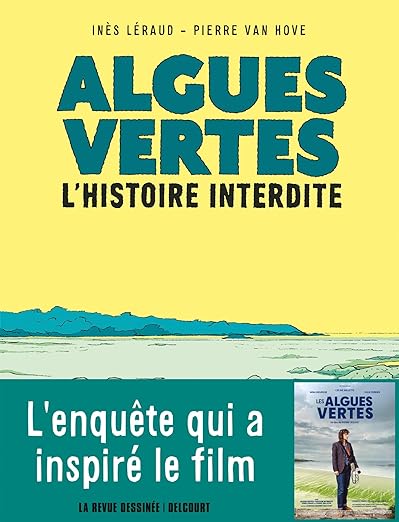 INÈS LÉRAUD - PIERRE VAN HOVE
ALGUES
VERTES
L'HISTOIRE INTERDITE
L'enquête qui a
inspiré le film
LA REVUE DESSINÉE | DELCOURT
LES
ALGUES
VERTES